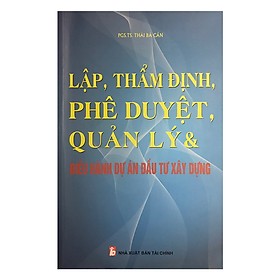 PGS.TS. THÁI BÁ CẨN
LẬP, THẨM ĐỊNH,
PHÊ DUYỆT,
QUẢN LÝ &
ĐIỀU HÀNH DỰ ÁN ĐẦU TƯ XÂY DỰNG
NHÀ XUẤT BẢN TÀI CHÍNH